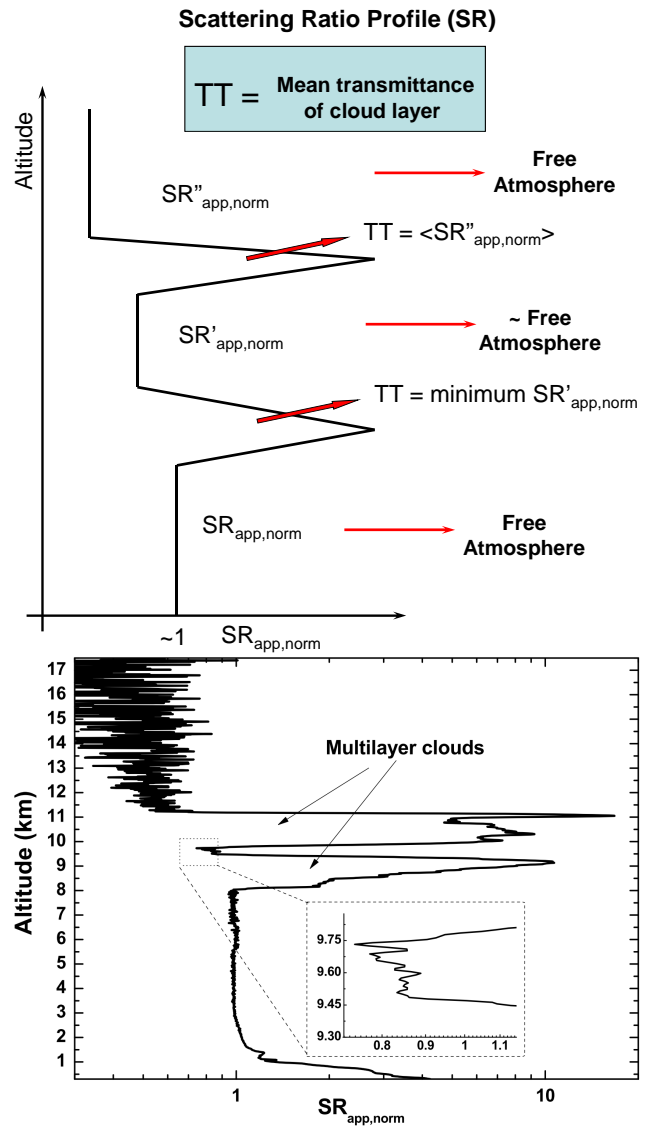 Scattering Ratio Profile (SR)
TT = Mean transmittance
of cloud layer
Altitude
Free
Atmosphere
SR"app,norm
TT = <SR"app,norm>
~ Free
Atmosphere
SR'app,norm
TT = minimum SR'app,norm
SRapp,norm
Free
Atmosphere
~1 SRapp,norm
17
16
15
14
13
12
11
10
9
8
7
6
5
4
3
2
1
Altitude (km)
Multilayer clouds
9.75
9.60
9.45
9.30
0.8 0.9 1 1.1
1 10
SRapp,norm